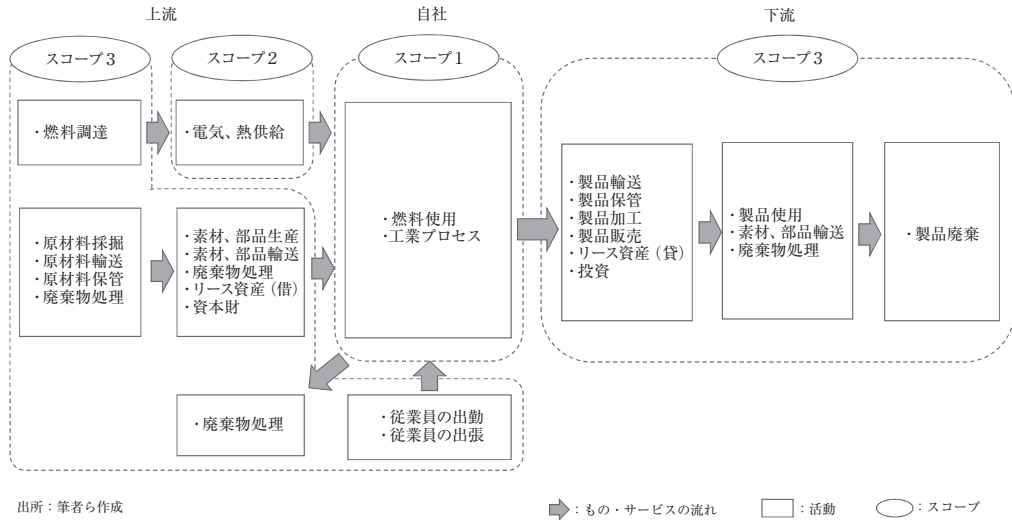 上流
自社
下流
スコープ3
スコープ2
スコープ1
スコープ3
・燃料調達
・電気、熱供給
・原材料採掘
・原材料輸送
・原材料保管
・廃棄物処理
・素材、部品生産
・素材、部品輸送
・廃棄物処理
・リース資産（借）
・資本財
・燃料使用
・工業プロセス
・製品輸送
・製品保管
・製品加工
・製品販売
・リース資産（貸）
・投資
・製品使用
・素材、部品輸送
・廃棄物処理
・製品廃棄
・廃棄物処理
・従業員の出勤
・従業員の出張
出所：筆者ら作成
：もの・サービスの流れ
：活動
：スコープ